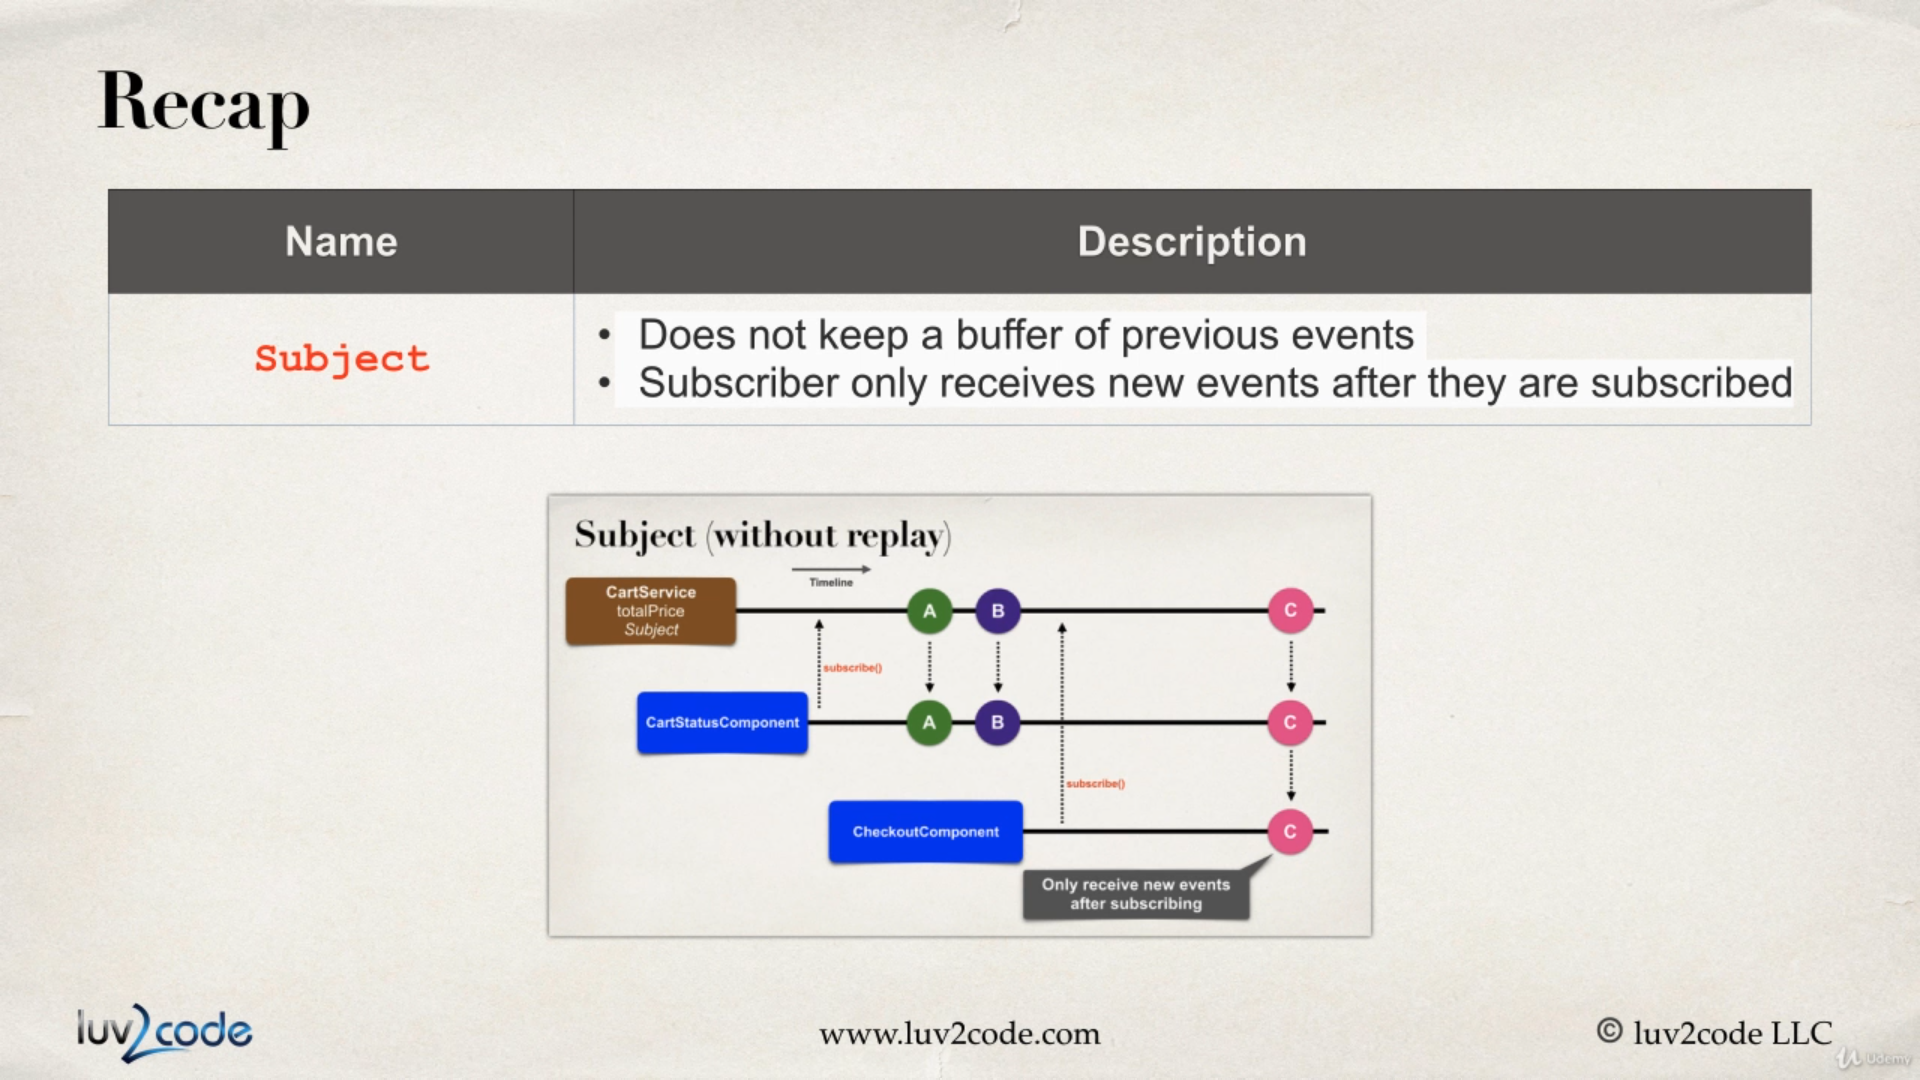 Recap
Name
Description
Subject
• Does not keep a buffer of previous events
• Subscriber only receives new events after they are subscribed
Subject (without replay)
Timeline
CartService
totalPrice
Subject
A
B
C
subscribe()
CartStatusComponent
A
B
C
subscribe()
CheckoutComponent
C
Only receive new events
after subscribing
luv2code
www.luv2code.com
© luv2code LLC
Udemy